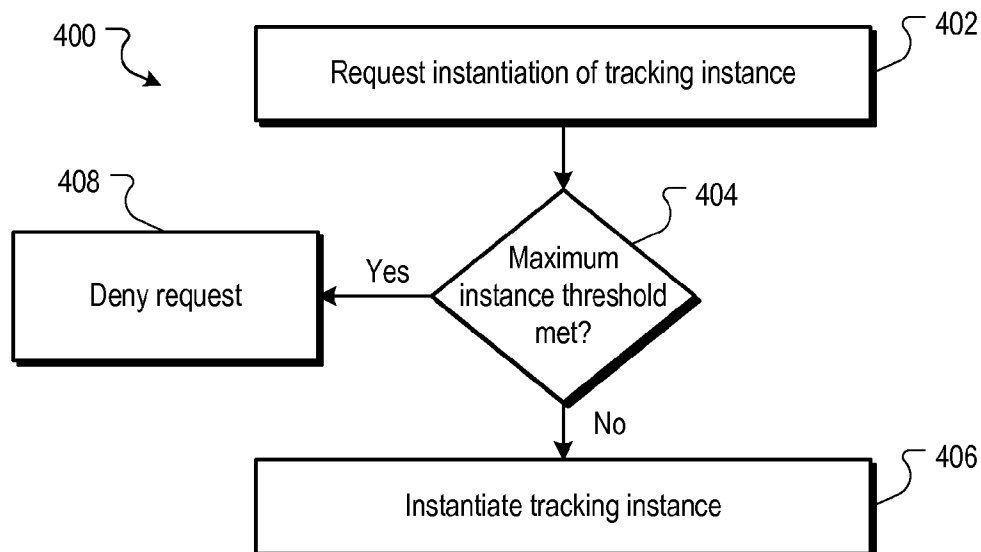 400
402
Request instantiation of tracking instance
408
404
Deny request
Yes
Maximum
instance threshold
met?
No
406
Instantiate tracking instance